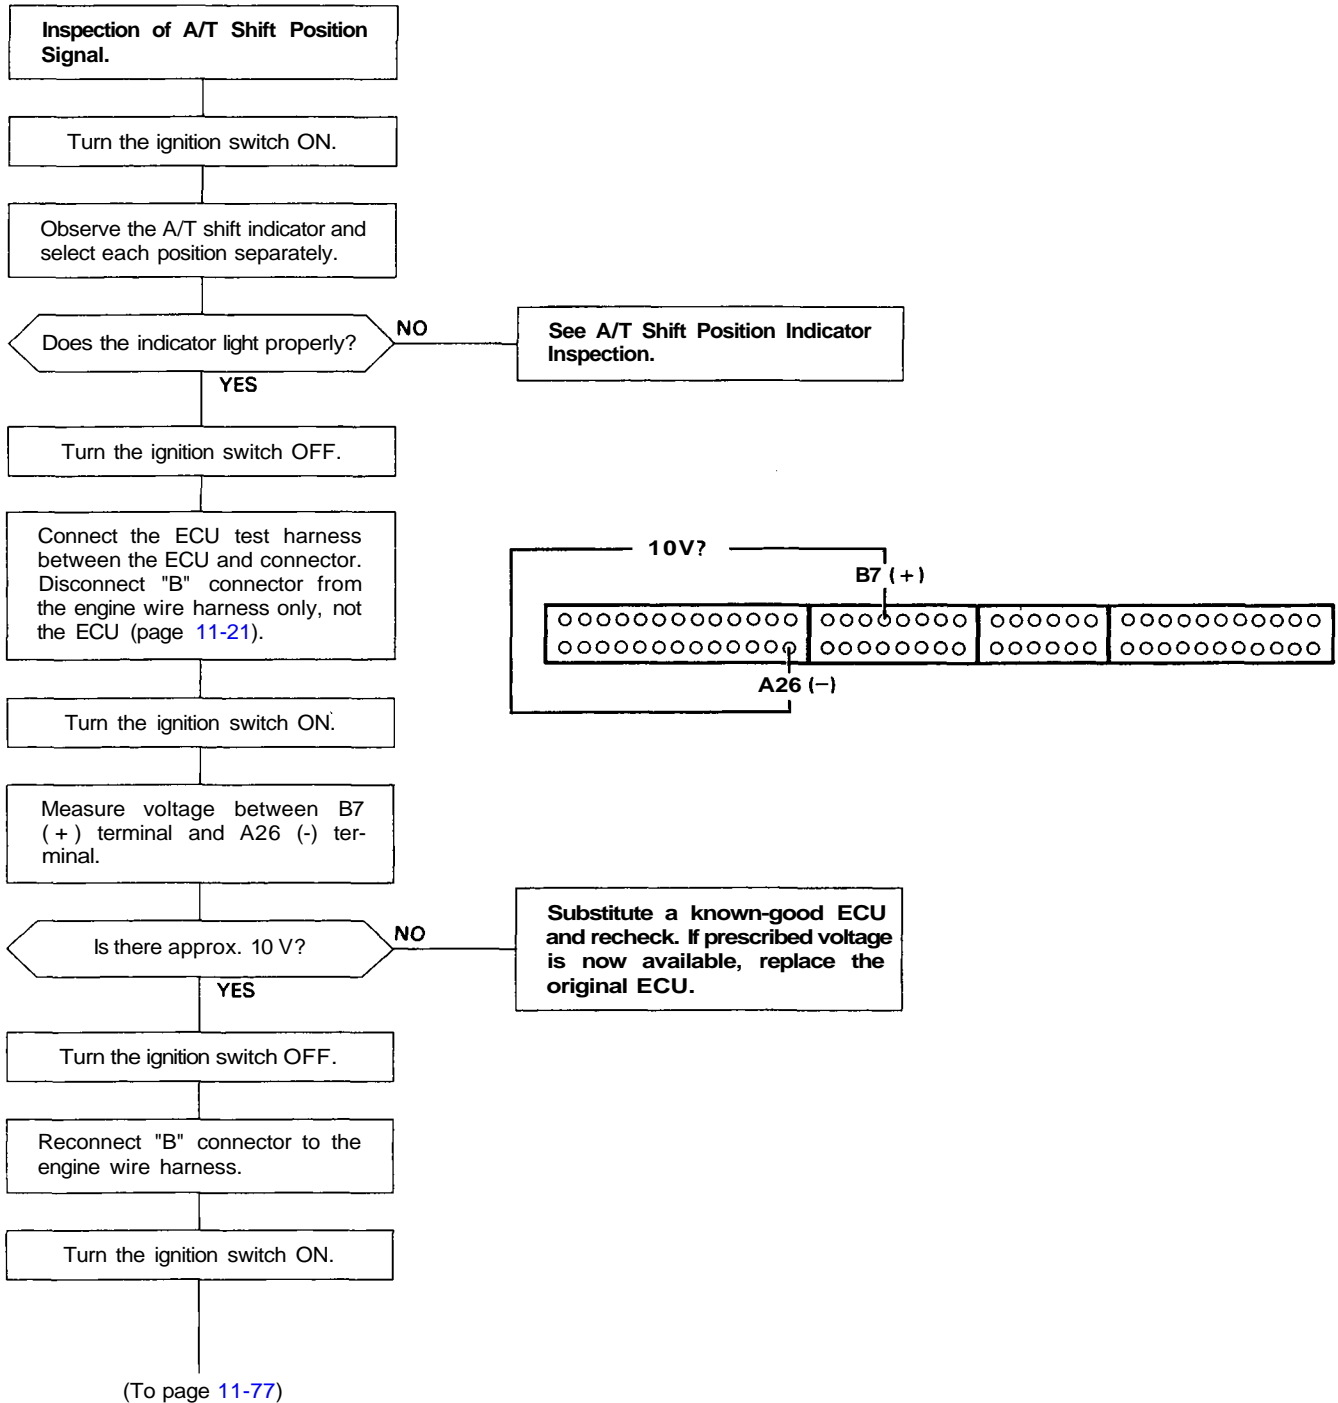 Inspection of A/T Shift Position
Signal.
Turn the ignition switch ON.
Observe the A/T shift indicator and
select each position separately.
Does the indicator light properly?
NO
See A/T Shift Position Indicator
Inspection.
YES
Turn the ignition switch OFF.
Connect the ECU test harness
between the ECU and connector.
Disconnect "B" connector from
the engine wire harness only, not
the ECU (page 11-21).
10V?
B7 (+)
A26 (−)
Turn the ignition switch ON.
Measure voltage between B7
( + ) terminal and A26 (-) ter-
minal.
Is there approx. 10 V?
NO
Substitute a known-good ECU
and recheck. If prescribed voltage
is now available, replace the
original ECU.
YES
Turn the ignition switch OFF.
Reconnect "B" connector to the
engine wire harness.
Turn the ignition switch ON.
(To page 11-77)